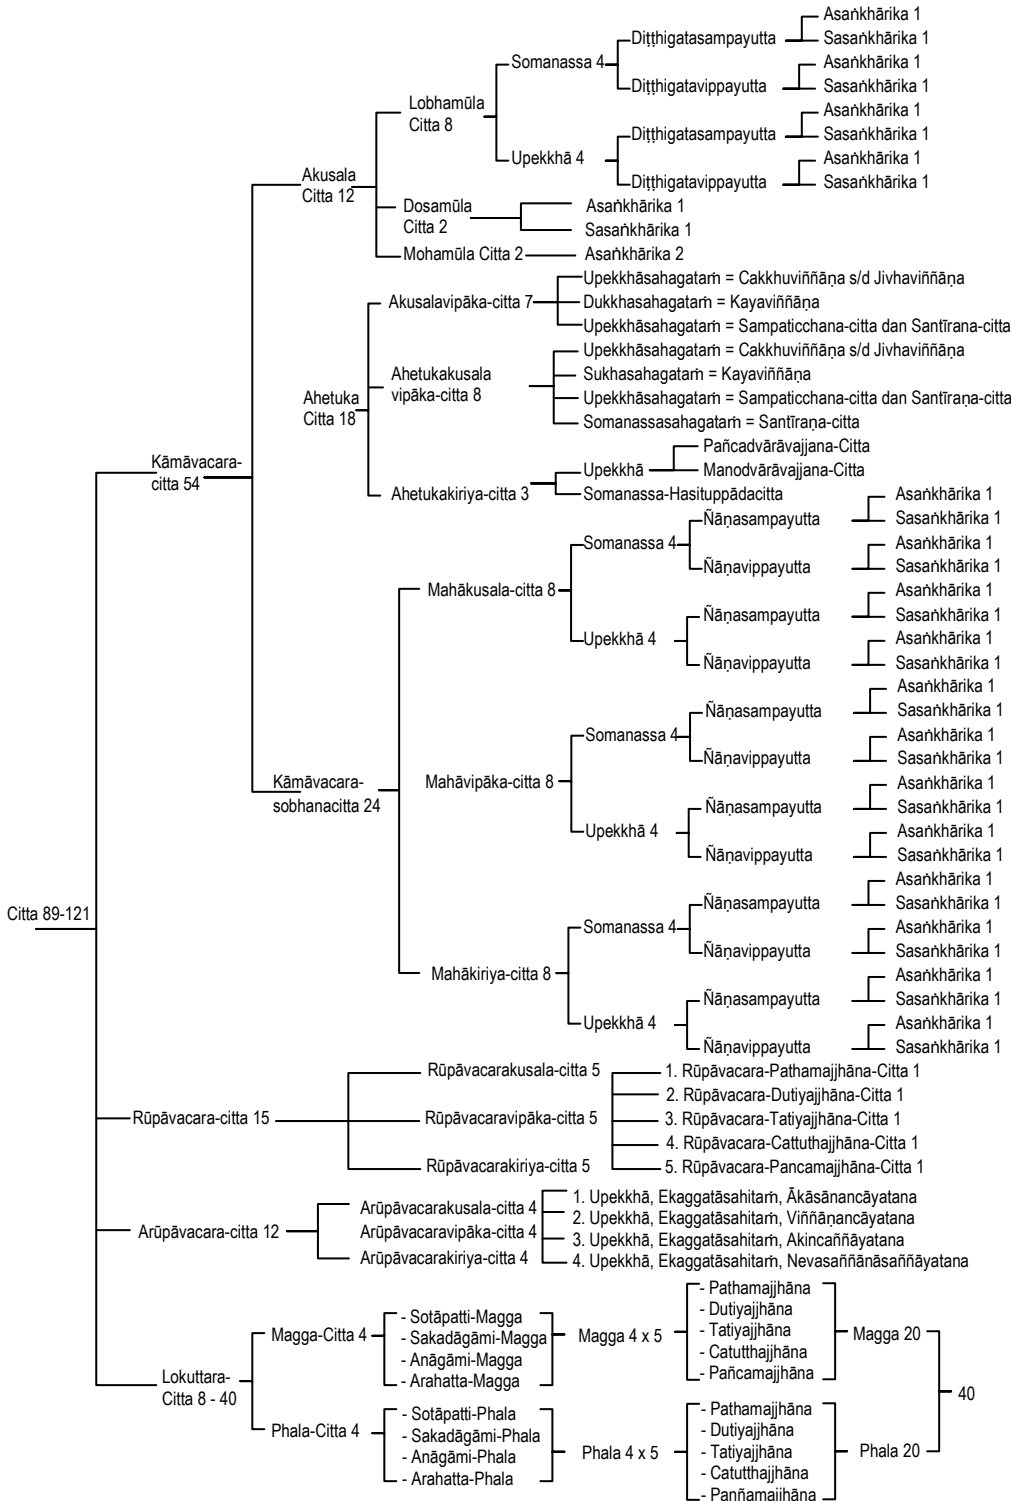 Citta 89-121
Kāmāvacara-
citta 54
Akusala
Citta 12
Lobhamūla
Citta 8
Somanassa 4
Diṭṭhigatasampayutta
Asaṅkhārika 1
Sasaṅkhārika 1
Diṭṭhigatavippayutta
Asaṅkhārika 1
Sasaṅkhārika 1
Upekkhā 4
Diṭṭhigatasampayutta
Asaṅkhārika 1
Sasaṅkhārika 1
Diṭṭhigatavippayutta
Asaṅkhārika 1
Sasaṅkhārika 1
Dosamūla
Citta 2
Asaṅkhārika 1
Sasaṅkhārika 1
Mohamūla Citta 2
Asaṅkhārika 2
Ahetuka
Citta 18
Akusalavipāka-citta 7
Upekkhāsahagataṁ = Cakkhuviññāṇa s/d Jivhaviññāṇa
Dukkhasahagataṁ = Kayaviññāṇa
Upekkhāsahagataṁ = Sampaticchana-citta dan Santīrana-citta
Ahetukakusala
vipāka-citta 8
Upekkhāsahagataṁ = Cakkhuviññāṇa s/d Jivhaviññāṇa
Sukhasahagataṁ = Kayaviññāṇa
Upekkhāsahagataṁ = Sampaticchana-citta dan Santīraṇa-citta
Somanassasahagataṁ = Santīraṇa-citta
Ahetukakiriya-citta 3
Upekkhā
Pañcadvārāvajjana-Citta
Manodvārāvajjana-Citta
Somanassa-Hasituppādacitta
Kāmāvacara-
sobhanacitta 24
Mahākusala-citta 8
Somanassa 4
Ñāṇasampayutta
Asaṅkhārika 1
Sasaṅkhārika 1
Ñāṇavippayutta
Asaṅkhārika 1
Sasaṅkhārika 1
Upekkhā 4
Ñāṇasampayutta
Asaṅkhārika 1
Sasaṅkhārika 1
Ñāṇavippayutta
Asaṅkhārika 1
Sasaṅkhārika 1
Mahāvipāka-citta 8
Somanassa 4
Ñāṇasampayutta
Asaṅkhārika 1
Sasaṅkhārika 1
Ñāṇavippayutta
Asaṅkhārika 1
Sasaṅkhārika 1
Upekkhā 4
Ñāṇasampayutta
Asaṅkhārika 1
Sasaṅkhārika 1
Ñāṇavippayutta
Asaṅkhārika 1
Sasaṅkhārika 1
Mahākiriya-citta 8
Somanassa 4
Ñāṇasampayutta
Asaṅkhārika 1
Sasaṅkhārika 1
Ñāṇavippayutta
Asaṅkhārika 1
Sasaṅkhārika 1
Upekkhā 4
Ñāṇasampayutta
Asaṅkhārika 1
Sasaṅkhārika 1
Ñāṇavippayutta
Asaṅkhārika 1
Sasaṅkhārika 1
Rūpāvacara-citta 15
Rūpāvacarakusala-citta 5
Rūpāvacaravipāka-citta 5
Rūpāvacarakiriya-citta 5
1. Rūpāvacara-Pathamajjhāna-Citta 1
2. Rūpāvacara-Dutiyajjhāna-Citta 1
3. Rūpāvacara-Tatiyajjhāna-Citta 1
4. Rūpāvacara-Cattuthajjhāna-Citta 1
5. Rūpāvacara-Pancamajjhāna-Citta 1
Arūpāvacara-citta 12
Arūpāvacarakusala-citta 4
Arūpāvacaravipāka-citta 4
Arūpāvacarakiriya-citta 4
1. Upekkhā, Ekaggatāsahitaṁ, Ākāsānancāyatana
2. Upekkhā, Ekaggatāsahitaṁ, Viññāṇancāyatana
3. Upekkhā, Ekaggatāsahitaṁ, Akincaññāyatana
4. Upekkhā, Ekaggatāsahitaṁ, Nevasaññānāsaññāyatana
Lokuttara-
Citta 8 - 40
Magga-Citta 4
- Sotāpatti-Magga
- Sakadāgāmi-Magga
- Anāgāmi-Magga
- Arahatta-Magga
Magga 4 x 5
- Pathamajjhāna
- Dutiyajjhāna
- Tatiyajjhāna
- Catutthajjhāna
- Pañcamajjhāna
Magga 20
Phala-Citta 4
- Sotāpatti-Phala
- Sakadāgāmi-Phala
- Anāgāmi-Phala
- Arahatta-Phala
Phala 4 x 5
- Pathamajjhāna
- Dutiyajjhāna
- Tatiyajjhāna
- Catutthajjhāna
- Panñamajjhāna
Phala 20
40